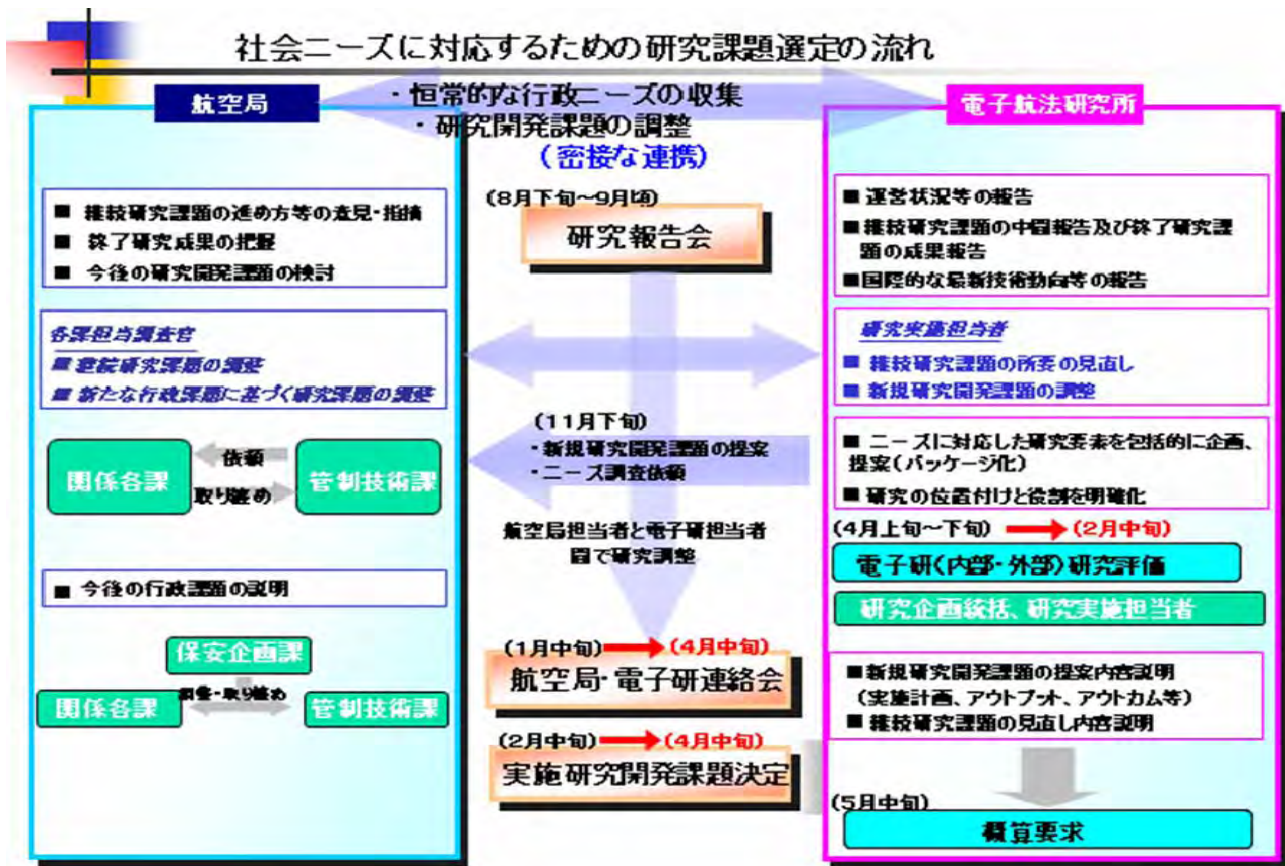 社会ニーズに対応するための研究課題選定の流れ
航空局
・恒常的な行政ニーズの収集
・研究開発課題の調整
(密接な連携)
電子航法研究所
■ 継続研究課題の進め方等の意見・指摘
■ 終了研究成果の把握
■ 今後の研究開発課題の検討
各課担当調査官
■ 継続研究課題の調整
■ 新たな行政課題に基づく研究課題の調整
依頼
関係各課
管制技術課
取り纏め
■ 今後の行政課題の説明
保安企画課
調整・取り纏め
関係各課
管制技術課
(8月下旬～9月頃)
研究報告会
(11月下旬)
・新規研究開発課題の提案
・ニーズ調査依頼
航空局担当者と電子研担当者
間で研究調整
(1月中旬)
(4月中旬)
航空局・電子研連絡会
(2月中旬)
(4月中旬)
実施研究開発課題決定
■ 運営状況等の報告
■継続研究課題の中間報告及び終了研究課
題の成果報告
■国際的な最新技術動向等の報告
研究実施担当者
■ 継続研究課題の所要の見直し
■ 新規研究開発課題の調整
■ ニーズに対応した研究要素を包括的に企画、
提案(パッケージ化)
■ 研究の位置付けと役割を明確化
(4月上旬～下旬)
(2月中旬)
電子研(内部・外部)研究評価
研究企画統括、研究実施担当者
■新規研究開発課題の提案内容説明
(実施計画、アウトプット、アウトカム等)
■ 継続研究課題の見直し内容説明
(5月中旬)
概算要求